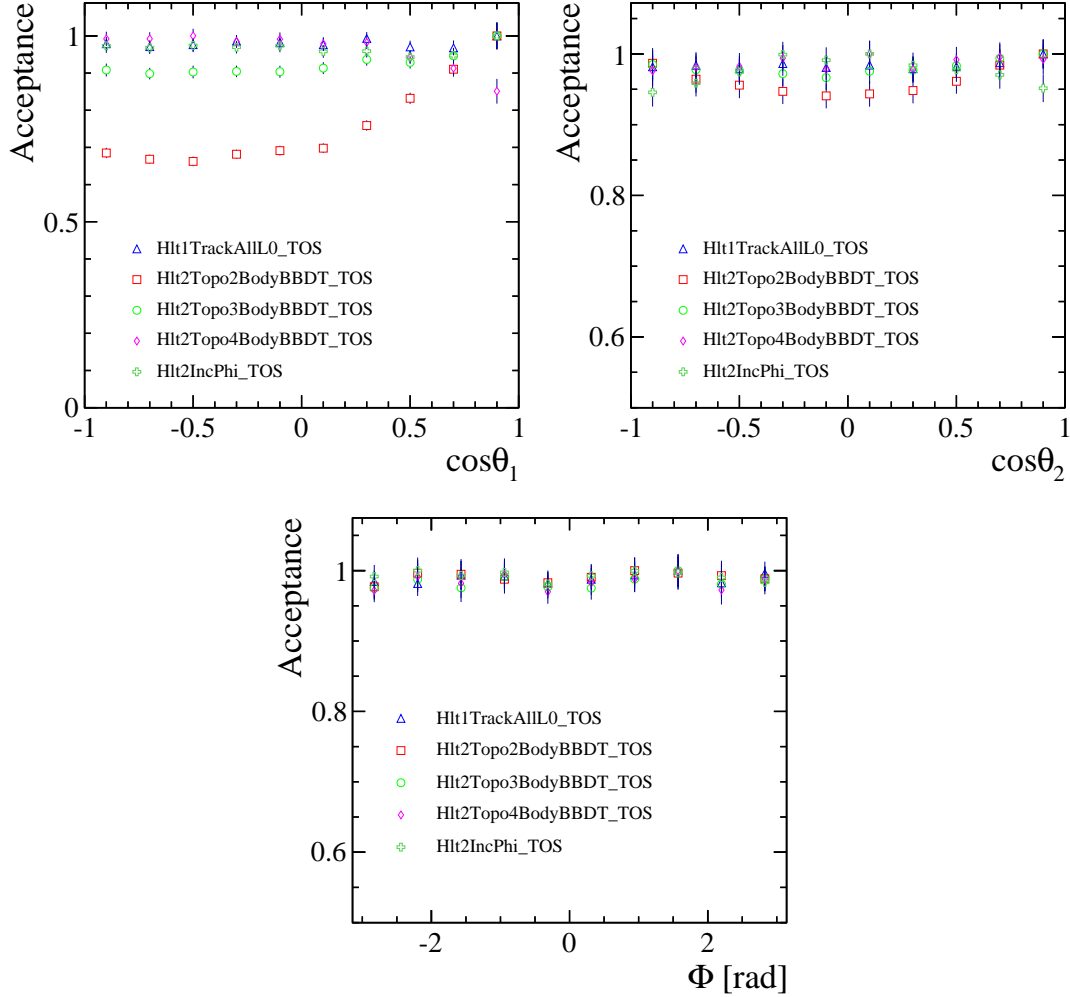 Acceptance
1
0.5
0
Hlt1TrackAllL0_TOS
Hlt2Topo2BodyBBDT_TOS
Hlt2Topo3BodyBBDT_TOS
Hlt2Topo4BodyBBDT_TOS
Hlt2IncPhi_TOS
-1 -0.5 0 0.5 1
cosθ1
Acceptance
1
0.8
0.6
Hlt1TrackAllL0_TOS
Hlt2Topo2BodyBBDT_TOS
Hlt2Topo3BodyBBDT_TOS
Hlt2Topo4BodyBBDT_TOS
Hlt2IncPhi_TOS
-1 -0.5 0 0.5 1
cosθ2
Acceptance
1
0.8
0.6
Hlt1TrackAllL0_TOS
Hlt2Topo2BodyBBDT_TOS
Hlt2Topo3BodyBBDT_TOS
Hlt2Topo4BodyBBDT_TOS
Hlt2IncPhi_TOS
-2 0 2
Φ [rad]